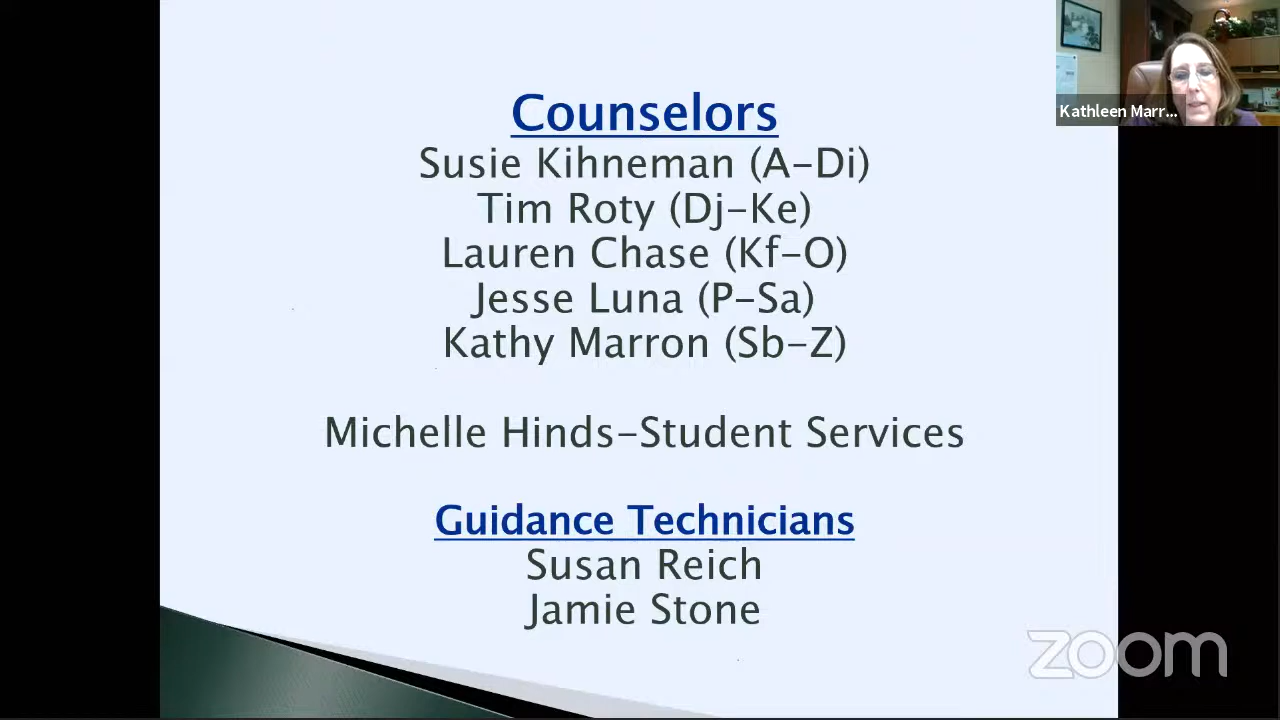 Counselors
Susie Kihneman (A-Di)
Tim Roty (Dj-Ke)
Lauren Chase (Kf-O)
Jesse Luna (P-Sa)
Kathy Marron (Sb-Z)
Michelle Hinds-Student Services
Guidance Technicians
Susan Reich
Jamie Stone
Kathleen Marr...
zoom